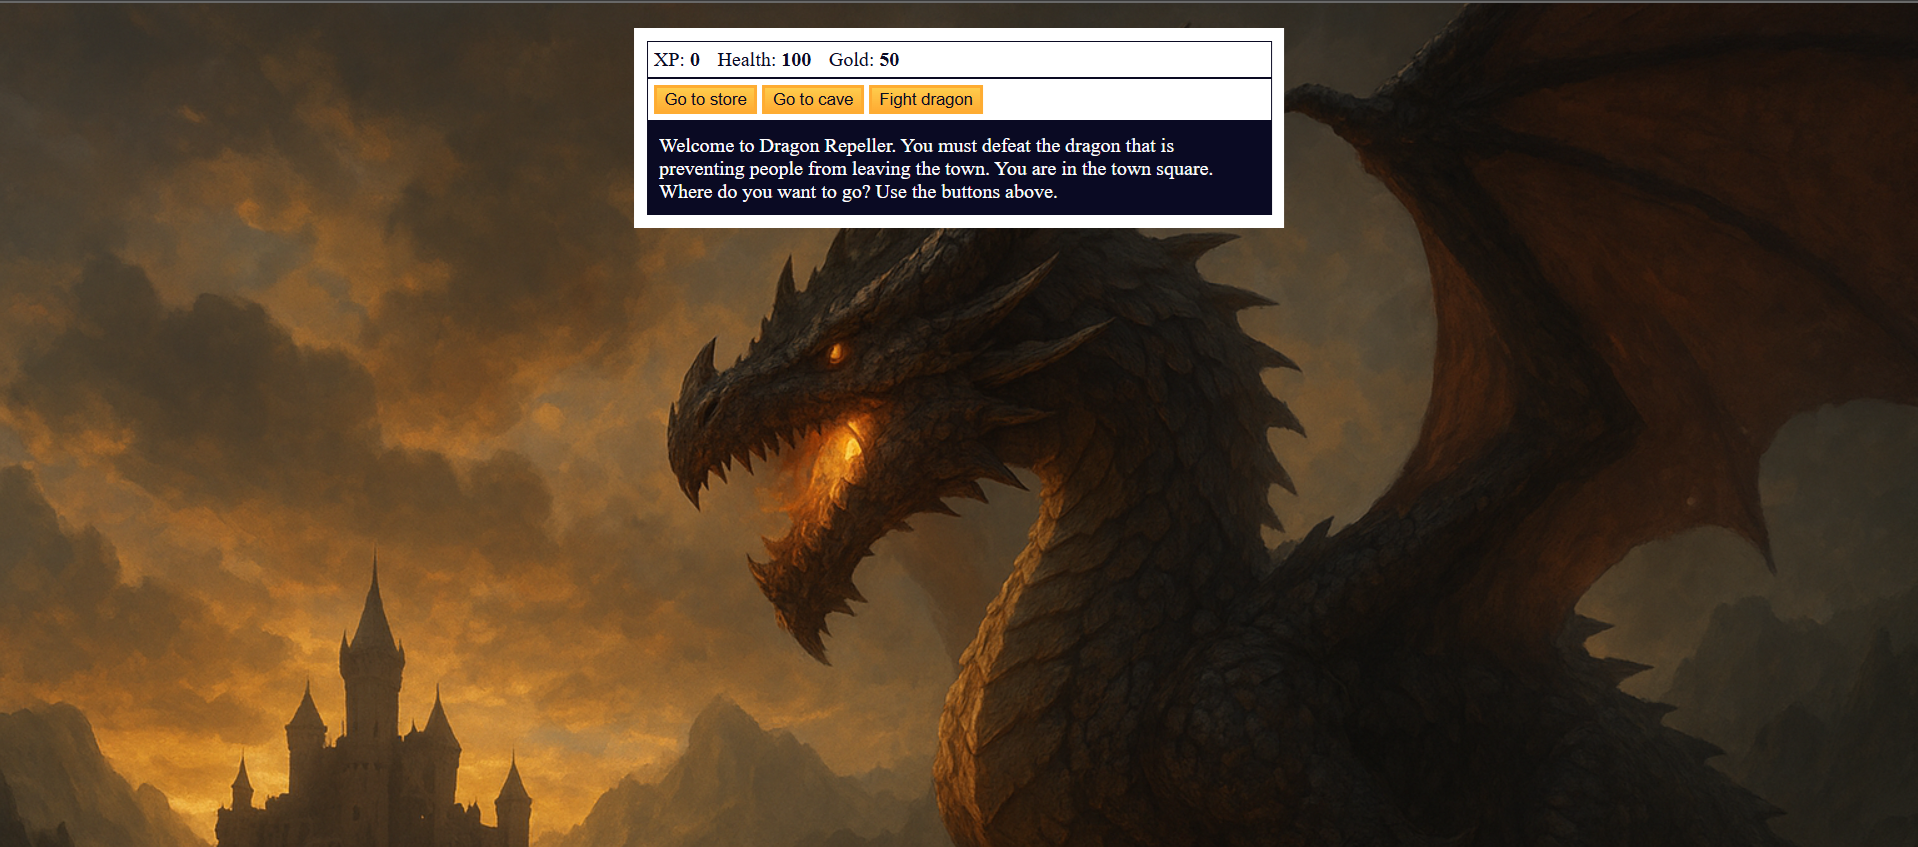 XP: 0 Health: 100 Gold: 50
Go to store Go to cave Fight dragon
Welcome to Dragon Repeller. You must defeat the dragon that is
preventing people from leaving the town. You are in the town square.
Where do you want to go? Use the buttons above.